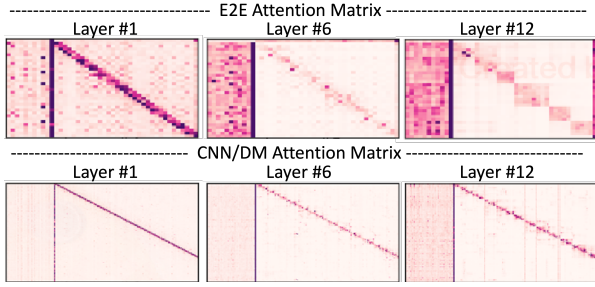 E2E Attention Matrix
Layer #1 Layer #6 Layer #12
CNN/DM Attention Matrix
Layer #1 Layer #6 Layer #12